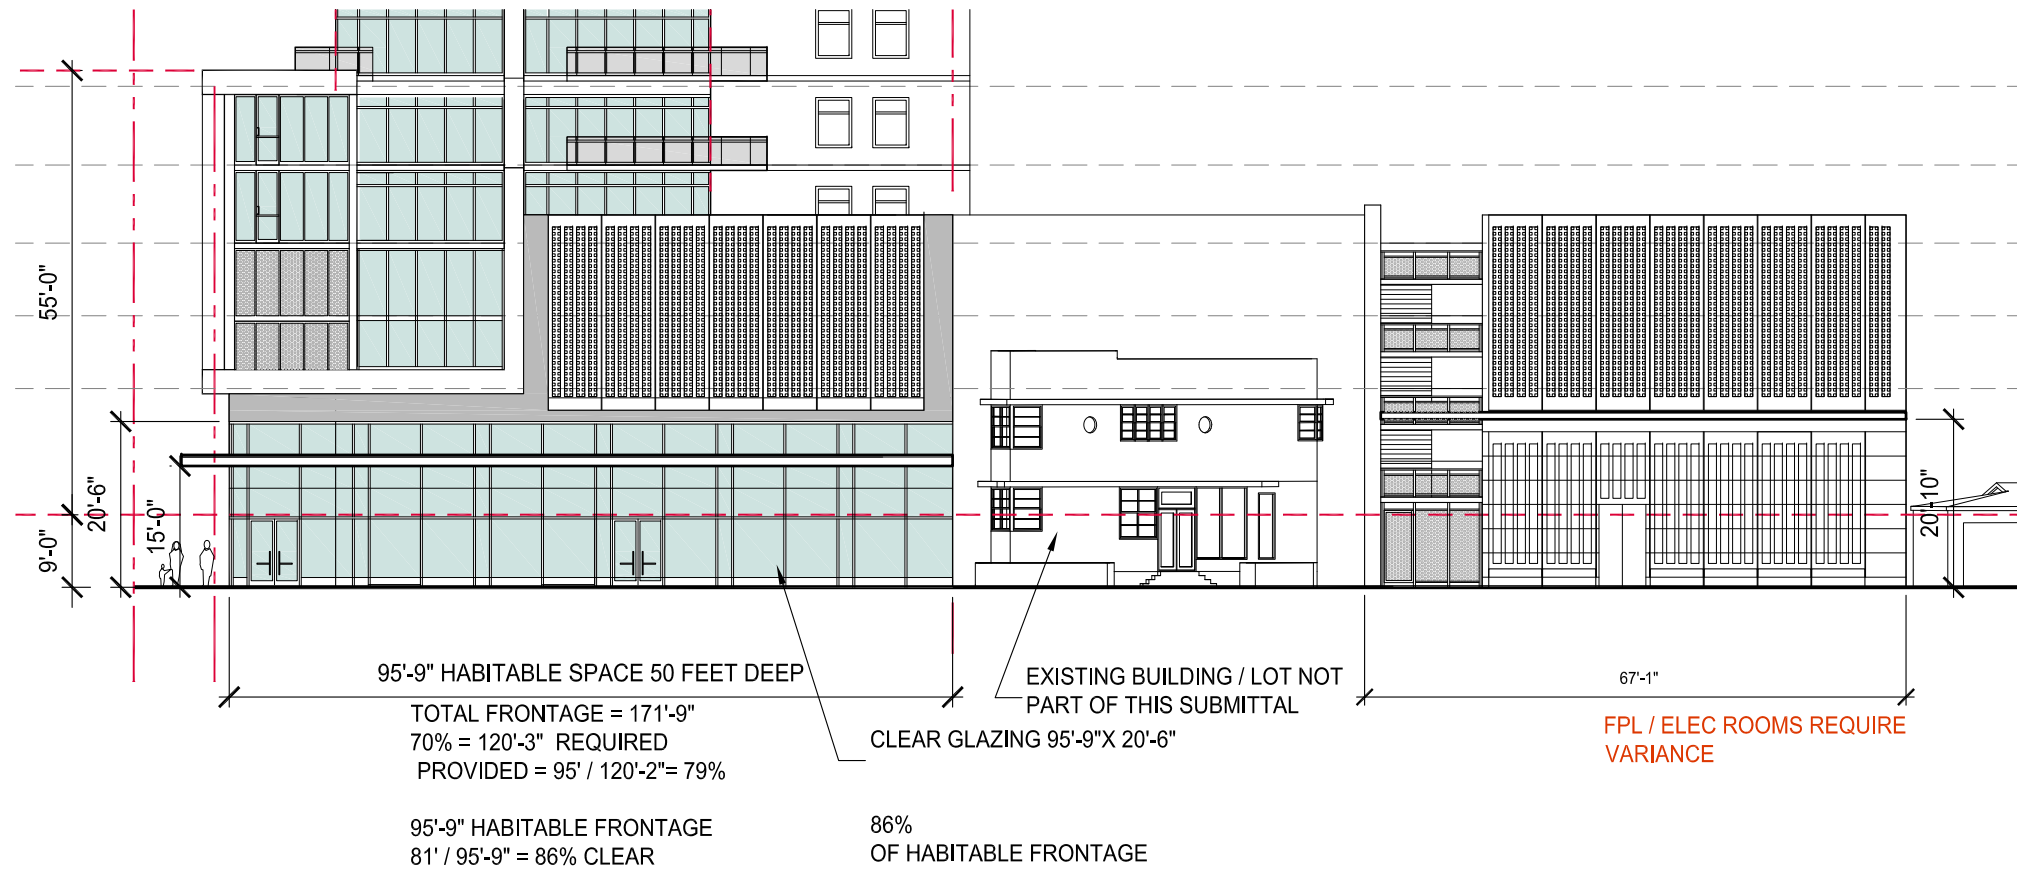 55'-0"
9'-0"
20'-6"
15'-0"
20'-10"
95'-9" HABITABLE SPACE 50 FEET DEEP
TOTAL FRONTAGE = 171'-9"
70% = 120'-3" REQUIRED
PROVIDED = 95' / 120'-2"= 79%
95'-9" HABITABLE FRONTAGE
81' / 95'-9" = 86% CLEAR
EXISTING BUILDING / LOT NOT
PART OF THIS SUBMITTAL
CLEAR GLAZING 95'-9"X 20'-6"
86%
OF HABITABLE FRONTAGE
67'-1"
FPL / ELEC ROOMS REQUIRE
VARIANCE